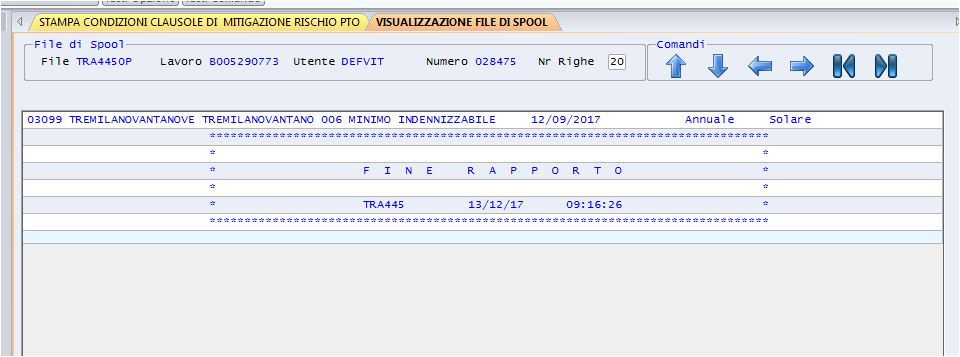 STAMPA CONDIZIONI CLAUSOLE DI MITIGAZIONE RISCHIO PTO VISUALIZZAZIONE FILE DI SPOOL
File di Spool Comandi
File TRA4450P Lavoro B005290773 Utente DEFVIT Numero 028475 Nr Righe 20
03099 TREMILANOVANTANOVE TREMILANOVANTANO 006 MINIMO INDENNIZZABILE 12/09/2017 Annuale Solare
********************************************************************************
* *
* F I N E R A P P O R T O *
* *
* TRA445 13/12/17 09:16:26 *
********************************************************************************